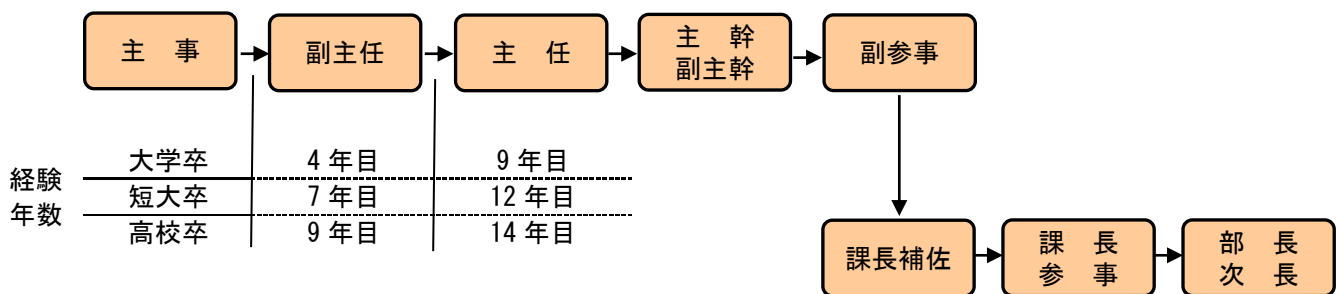 主　事
副主任
主　任
主　幹
副主幹
副参事
経験
年数
大学卒　4 年目　9 年目
短大卒　7 年目　12 年目
高校卒　9 年目　14 年目
課長補佐
課　長
参　事
部　長
次　長